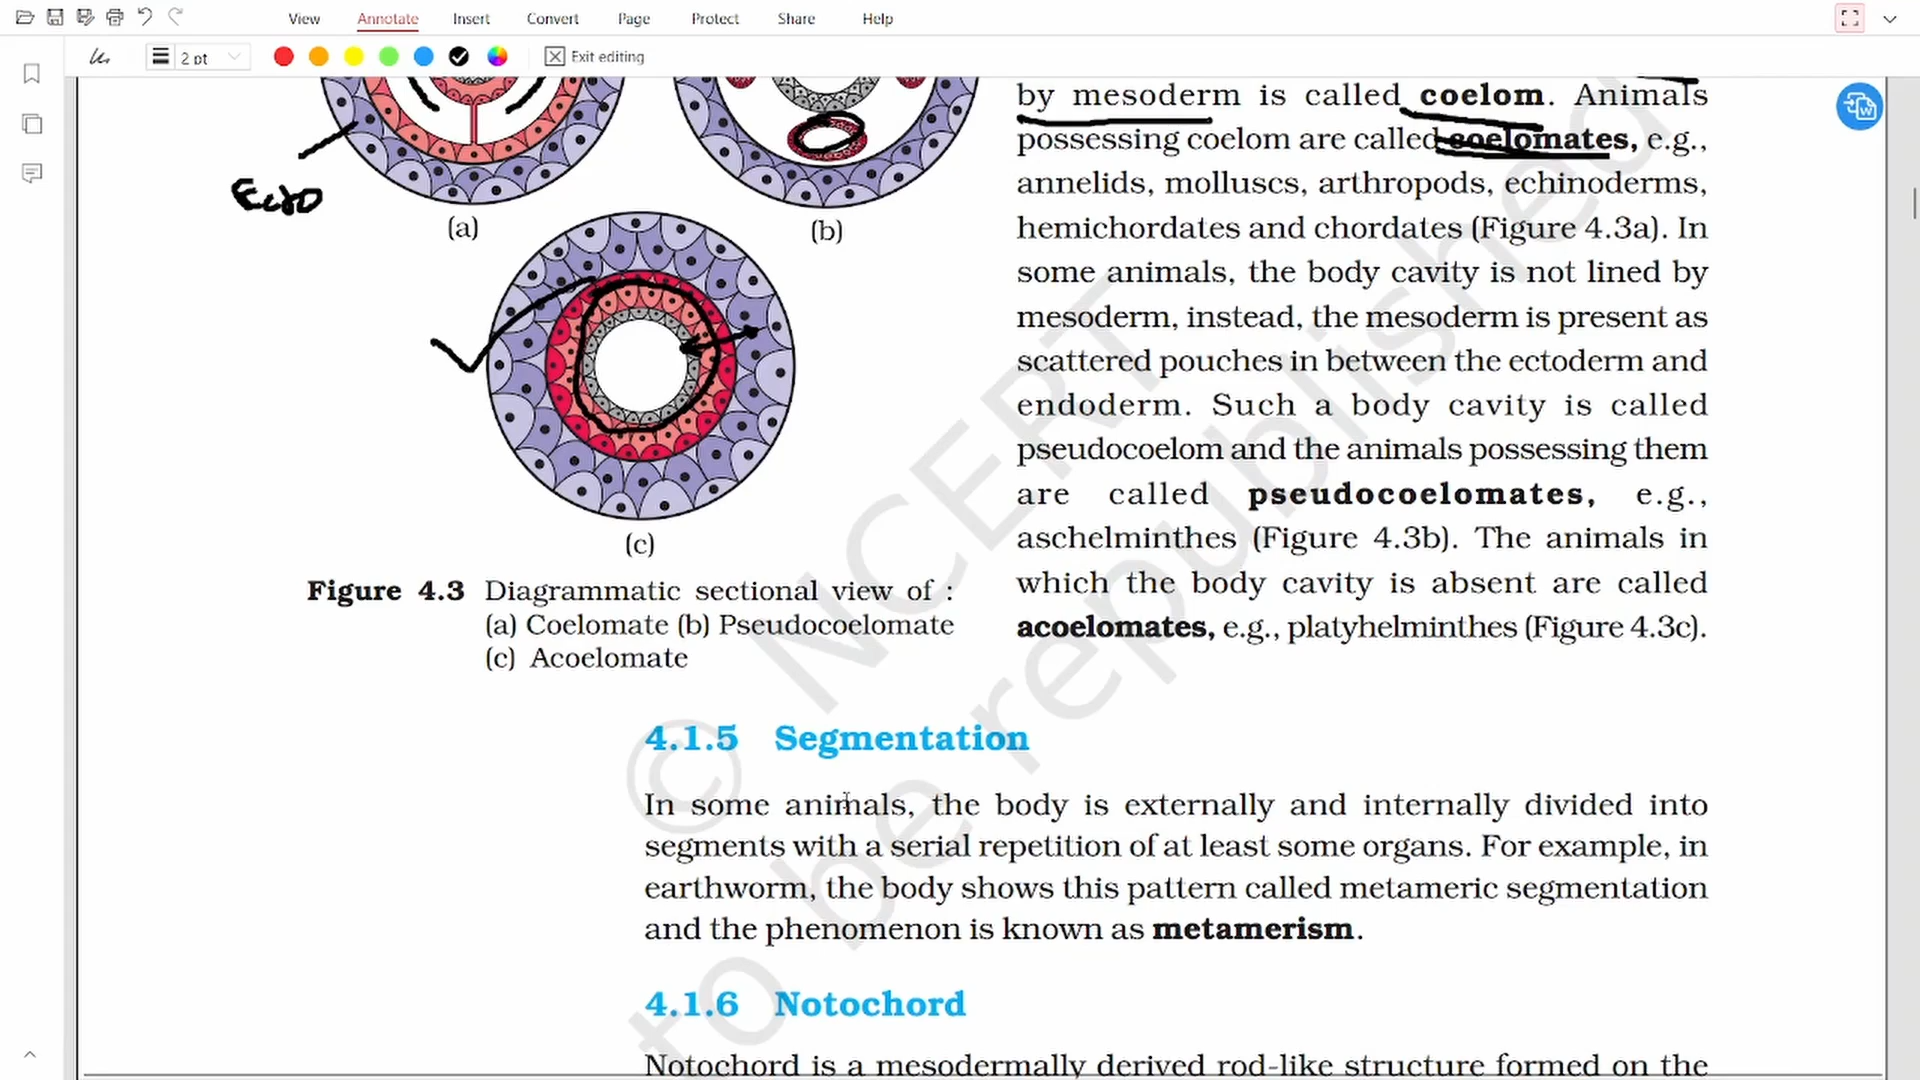 View Annotate Insert Convert Page Protect Share Help
2 pt Exit editing
Ecto
(a)
(b)
(c)
Figure 4.3 Diagrammatic sectional view of :
(a) Coelomate (b) Pseudocoelomate
(c) Acoelomate
by mesoderm is called coelom. Animals
possessing coelom are called coelomates, e.g.,
annelids, molluscs, arthropods, echinoderms,
hemichordates and chordates (Figure 4.3a). In
some animals, the body cavity is not lined by
mesoderm, instead, the mesoderm is present as
scattered pouches in between the ectoderm and
endoderm. Such a body cavity is called
pseudocoelom and the animals possessing them
are called pseudocoelomates, e.g.,
aschelminthes (Figure 4.3b). The animals in
which the body cavity is absent are called
acoelomates, e.g., platyhelminthes (Figure 4.3c).
4.1.5 Segmentation
In some animals, the body is externally and internally divided into
segments with a serial repetition of at least some organs. For example, in
earthworm, the body shows this pattern called metameric segmentation
and the phenomenon is known as metamerism.
4.1.6 Notochord
Notochord is a mesodermally derived rod-like structure formed on the
© NCERT
to be republished